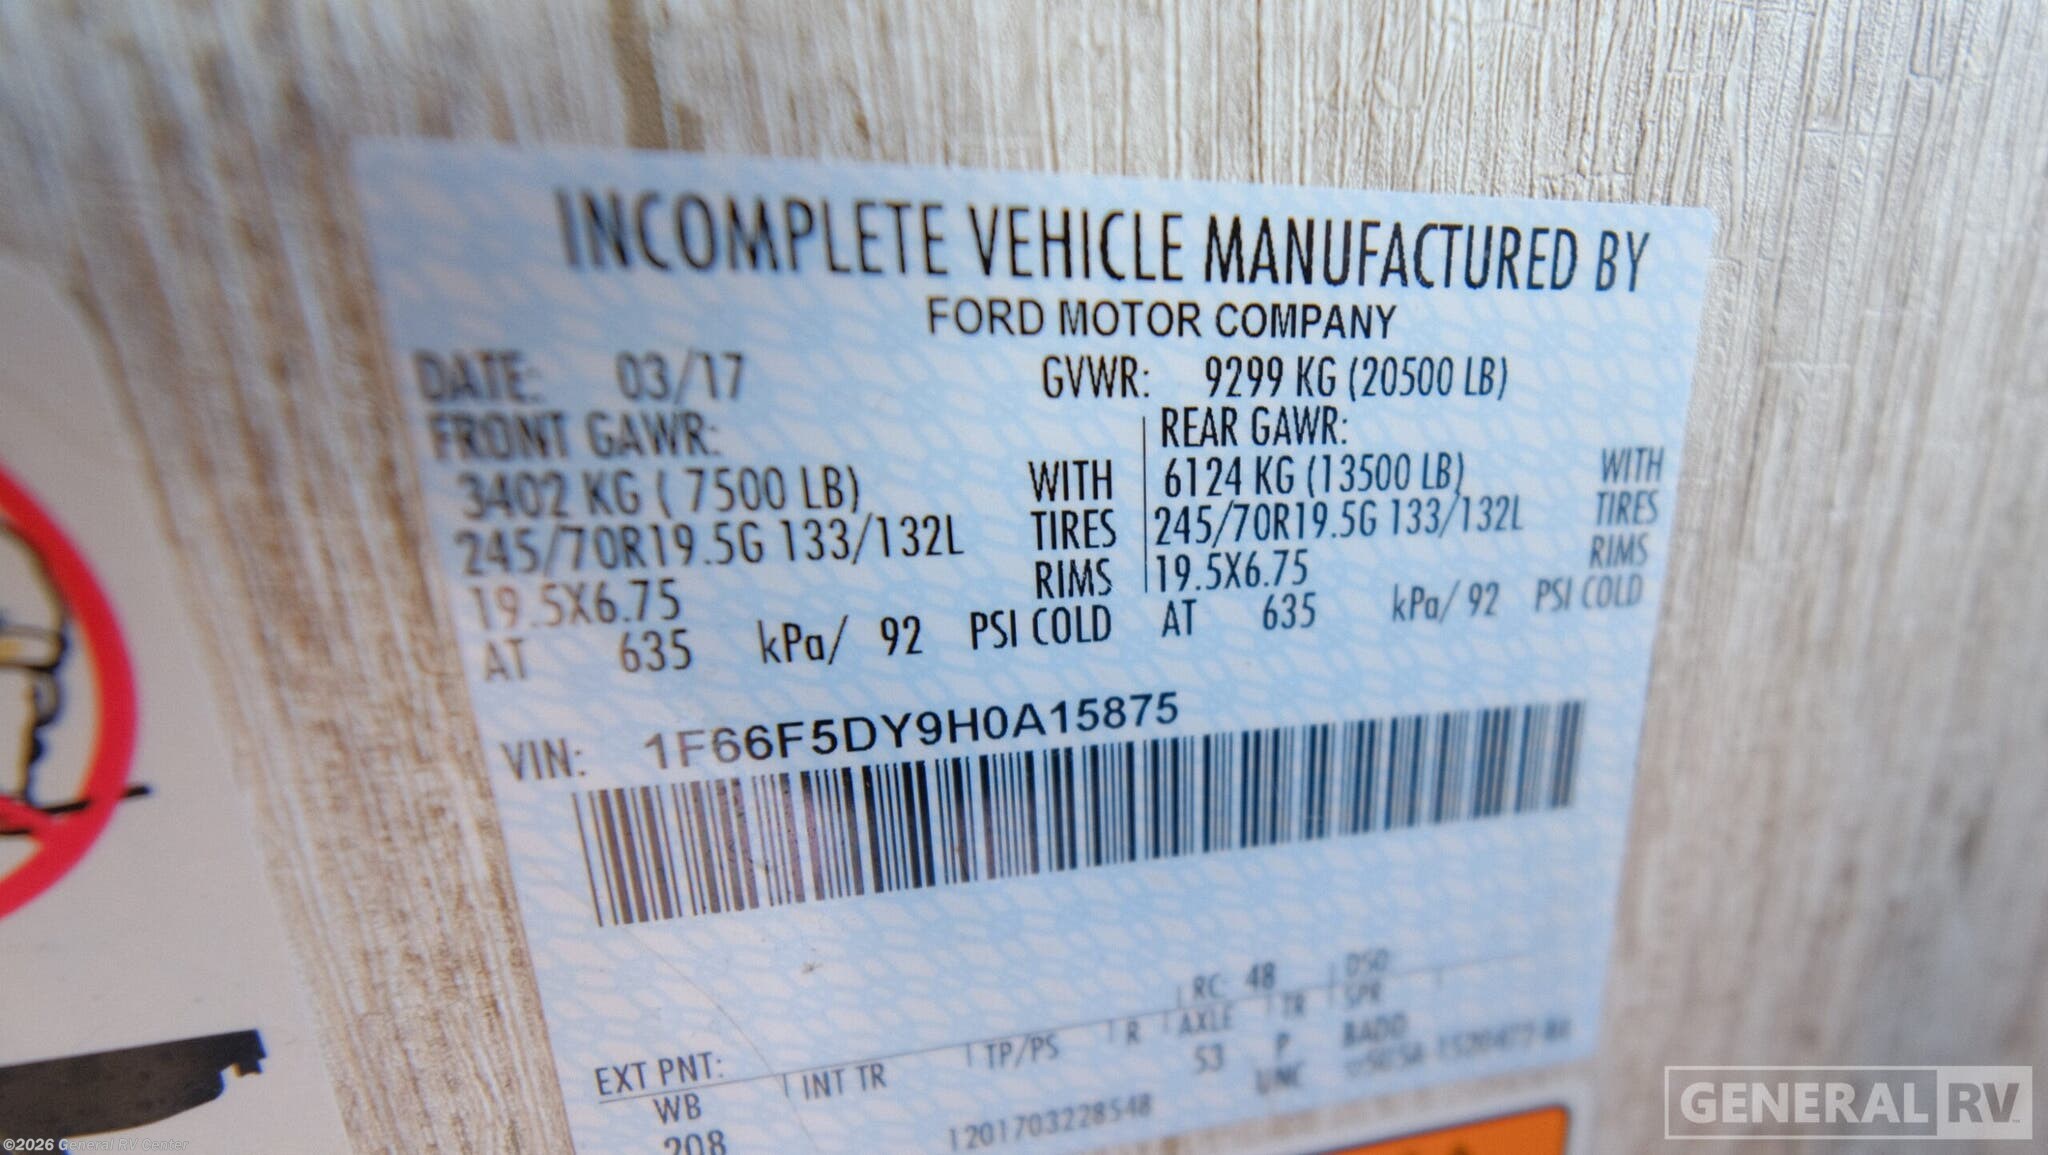 INCOMPLETE VEHICLE MANUFACTURED BY
FORD MOTOR COMPANY
DATE: 03/17 GVWR: 9299 KG (20500 LB)
FRONT GAWR: REAR GAWR:
3402 KG ( 7500 LB) WITH 6124 KG (13500 LB) WITH
245/70R19.5G 133/132L TIRES 245/70R19.5G 133/132L TIRES
19.5X6.75 RIMS 19.5X6.75 RIMS
AT 635 kPa/ 92 PSI COLD AT 635 kPa/ 92 PSI COLD
VIN: 1F66F5DY9H0A15875
RC: 48 DSO
EXT PNT:
WB INT TR TP/PS R AXLE TR SPR
208 53 P BADD
1201703228548 UNC
GENERAL RV
©2026 General RV Center